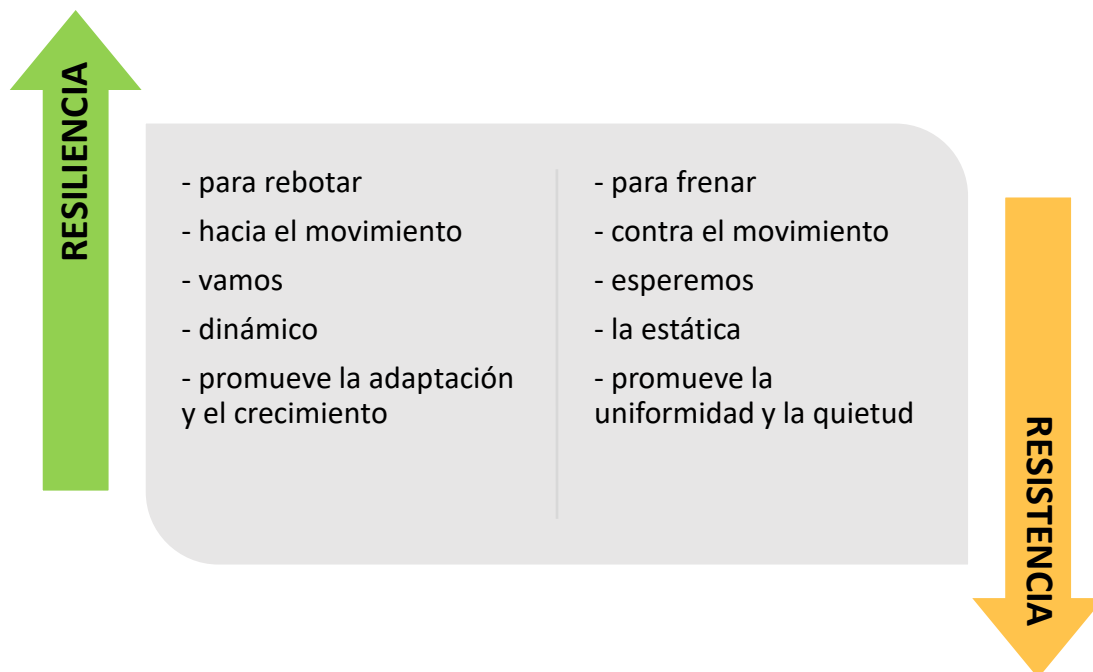 RESILIENCIA
- para rebotar
- hacia el movimiento
- vamos
- dinámico
- promueve la adaptación
y el crecimiento
- para frenar
- contra el movimiento
- esperemos
- la estática
- promueve la
uniformidad y la quietud
RESISTENCIA